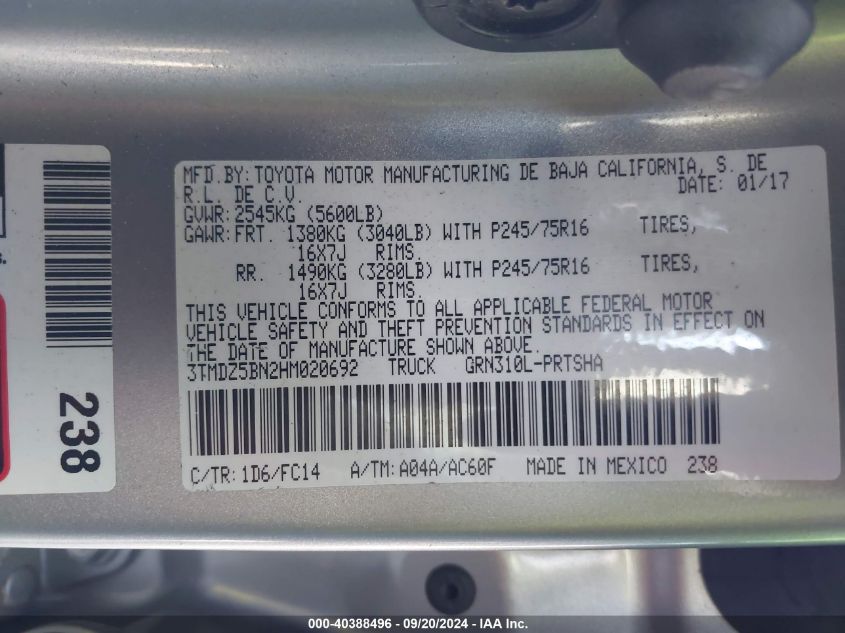 MFD.BY:TOYOTA MOTOR MANUFACTURING DE BAJA CALIFORNIA, S. DE
R.L. DE C.V. DATE: 01/17
GVWR:2545KG (5600LB)
GAWR:FRT. 1380KG (3040LB) WITH P245/75R16 TIRES,
16X7J RIMS.
RR. 1490KG (3280LB) WITH P245/75R16 TIRES,
16X7J RIMS.
THIS VEHICLE CONFORMS TO ALL APPLICABLE FEDERAL MOTOR
VEHICLE SAFETY AND THEFT PREVENTION STANDARDS IN EFFECT ON
THE DATE OF MANUFACTURE SHOWN ABOVE.
3TMDZ5BN2HM020692 TRUCK GRN310L-PRTSHA
C/TR:1D6/FC14 A/TM:A04A/AC60F MADE IN MEXICO 238
238
s.
000-40388496 - 09/20/2024 - IAA Inc.